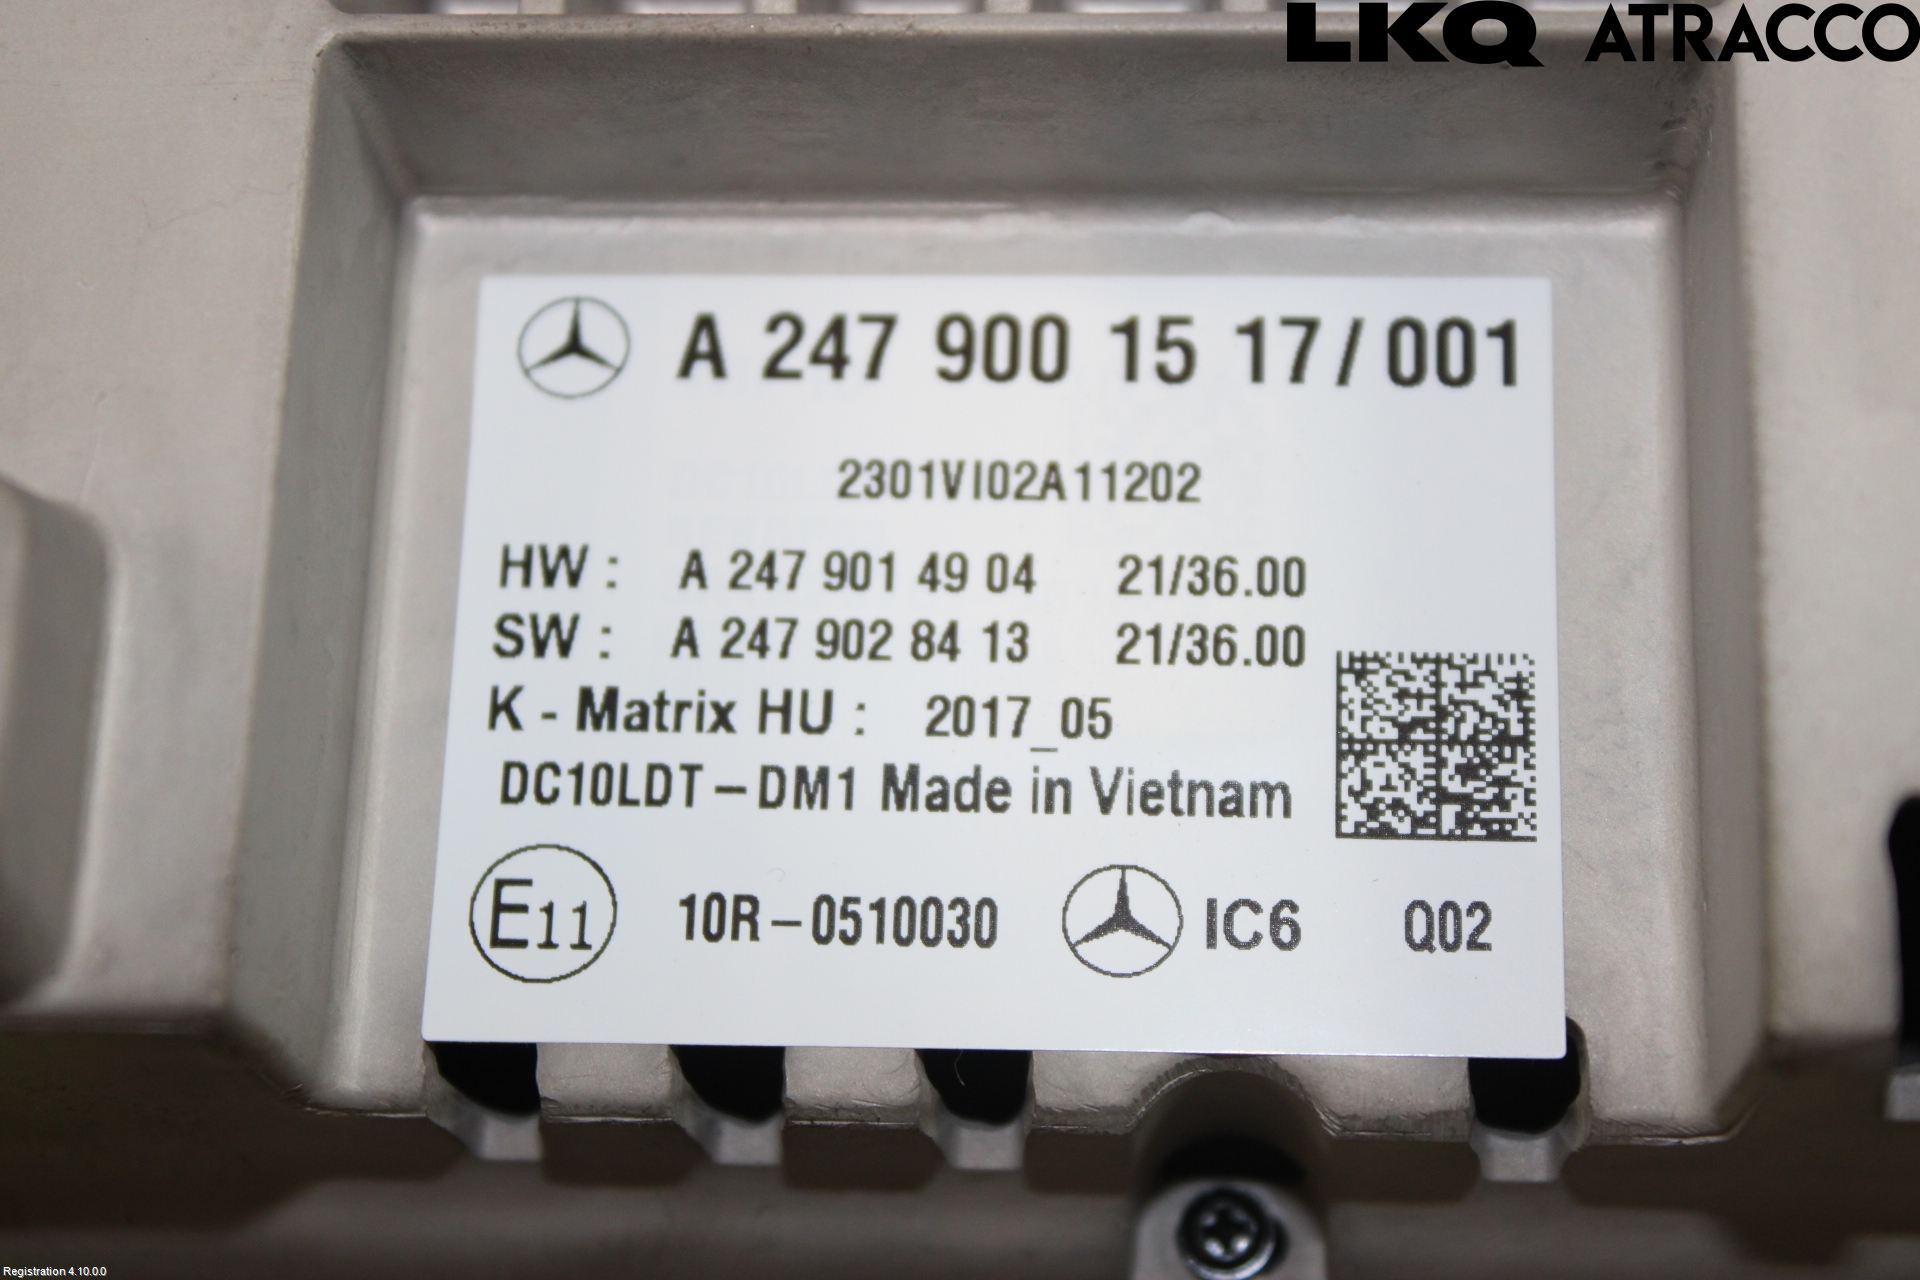 LKQ ATRACCO
A 247 900 15 17/001
2301VI02A11202
HW : A 247 901 49 04 21/36.00
SW : A 247 902 84 13 21/36.00
K - Matrix HU : 2017_05
DC10LDT-DM1 Made in Vietnam
E11 10R-0510030 IC6 Q02
Registration 4.10.0.0